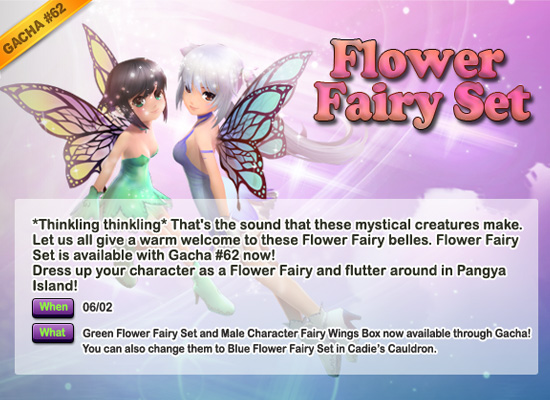 GACHA #62
Flower
Fairy Set
*Thinkling thinkling* That's the sound that these mystical creatures make.
Let us all give a warm welcome to these Flower Fairy belles. Flower Fairy
Set is available with Gacha #62 now!
Dress up your character as a Flower Fairy and flutter around in Pangya
Island!
When 06/02
What Green Flower Fairy Set and Male Character Fairy Wings Box now available through Gacha!
You can also change them to Blue Flower Fairy Set in Cadie's Cauldron.